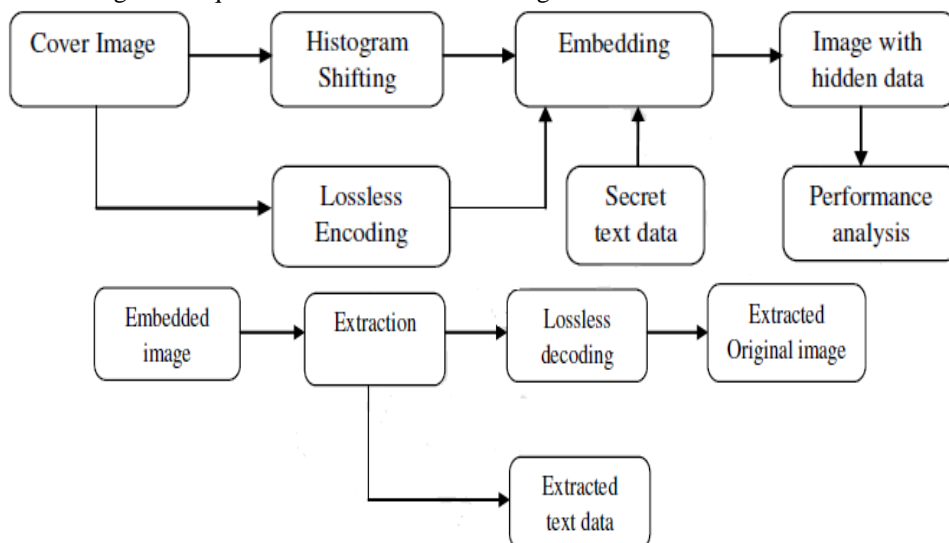 Cover Image
Histogram
Shifting
Embedding
Image with
hidden data
Lossless
Encoding
Secret
text data
Performance
analysis
Embedded
image
Extraction
Lossless
decoding
Extracted
Original image
Extracted
text data